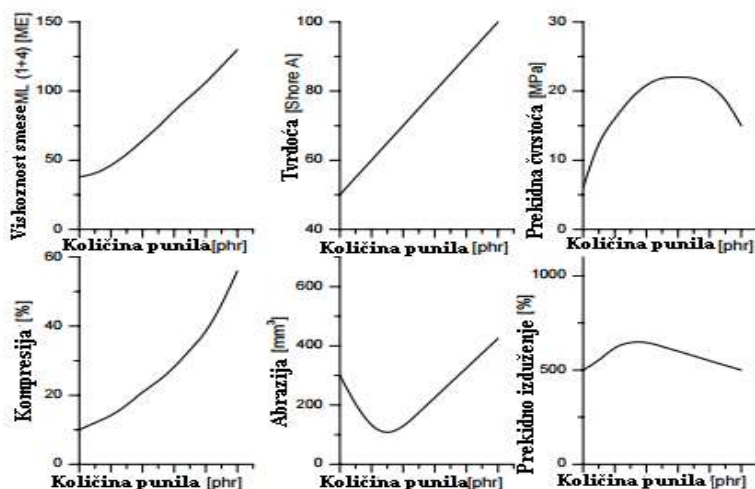 Viskoznost smeseML (1+4) [ME]
150
100
50
0
Količina punila[phr]
Tvrdoća [Shore A]
100
80
60
40
Količina punila[phr]
Prekidna čvrstoća [MPa]
30
20
10
0
Količina punila [phr]
Kompresija [%]
60
40
20
0
Količina punila [phr]
Abrazija [mm³]
600
400
200
0
Količina punila [phr]
Prekidno izduženje [%]
1000
500
0
Količina punila [phr]